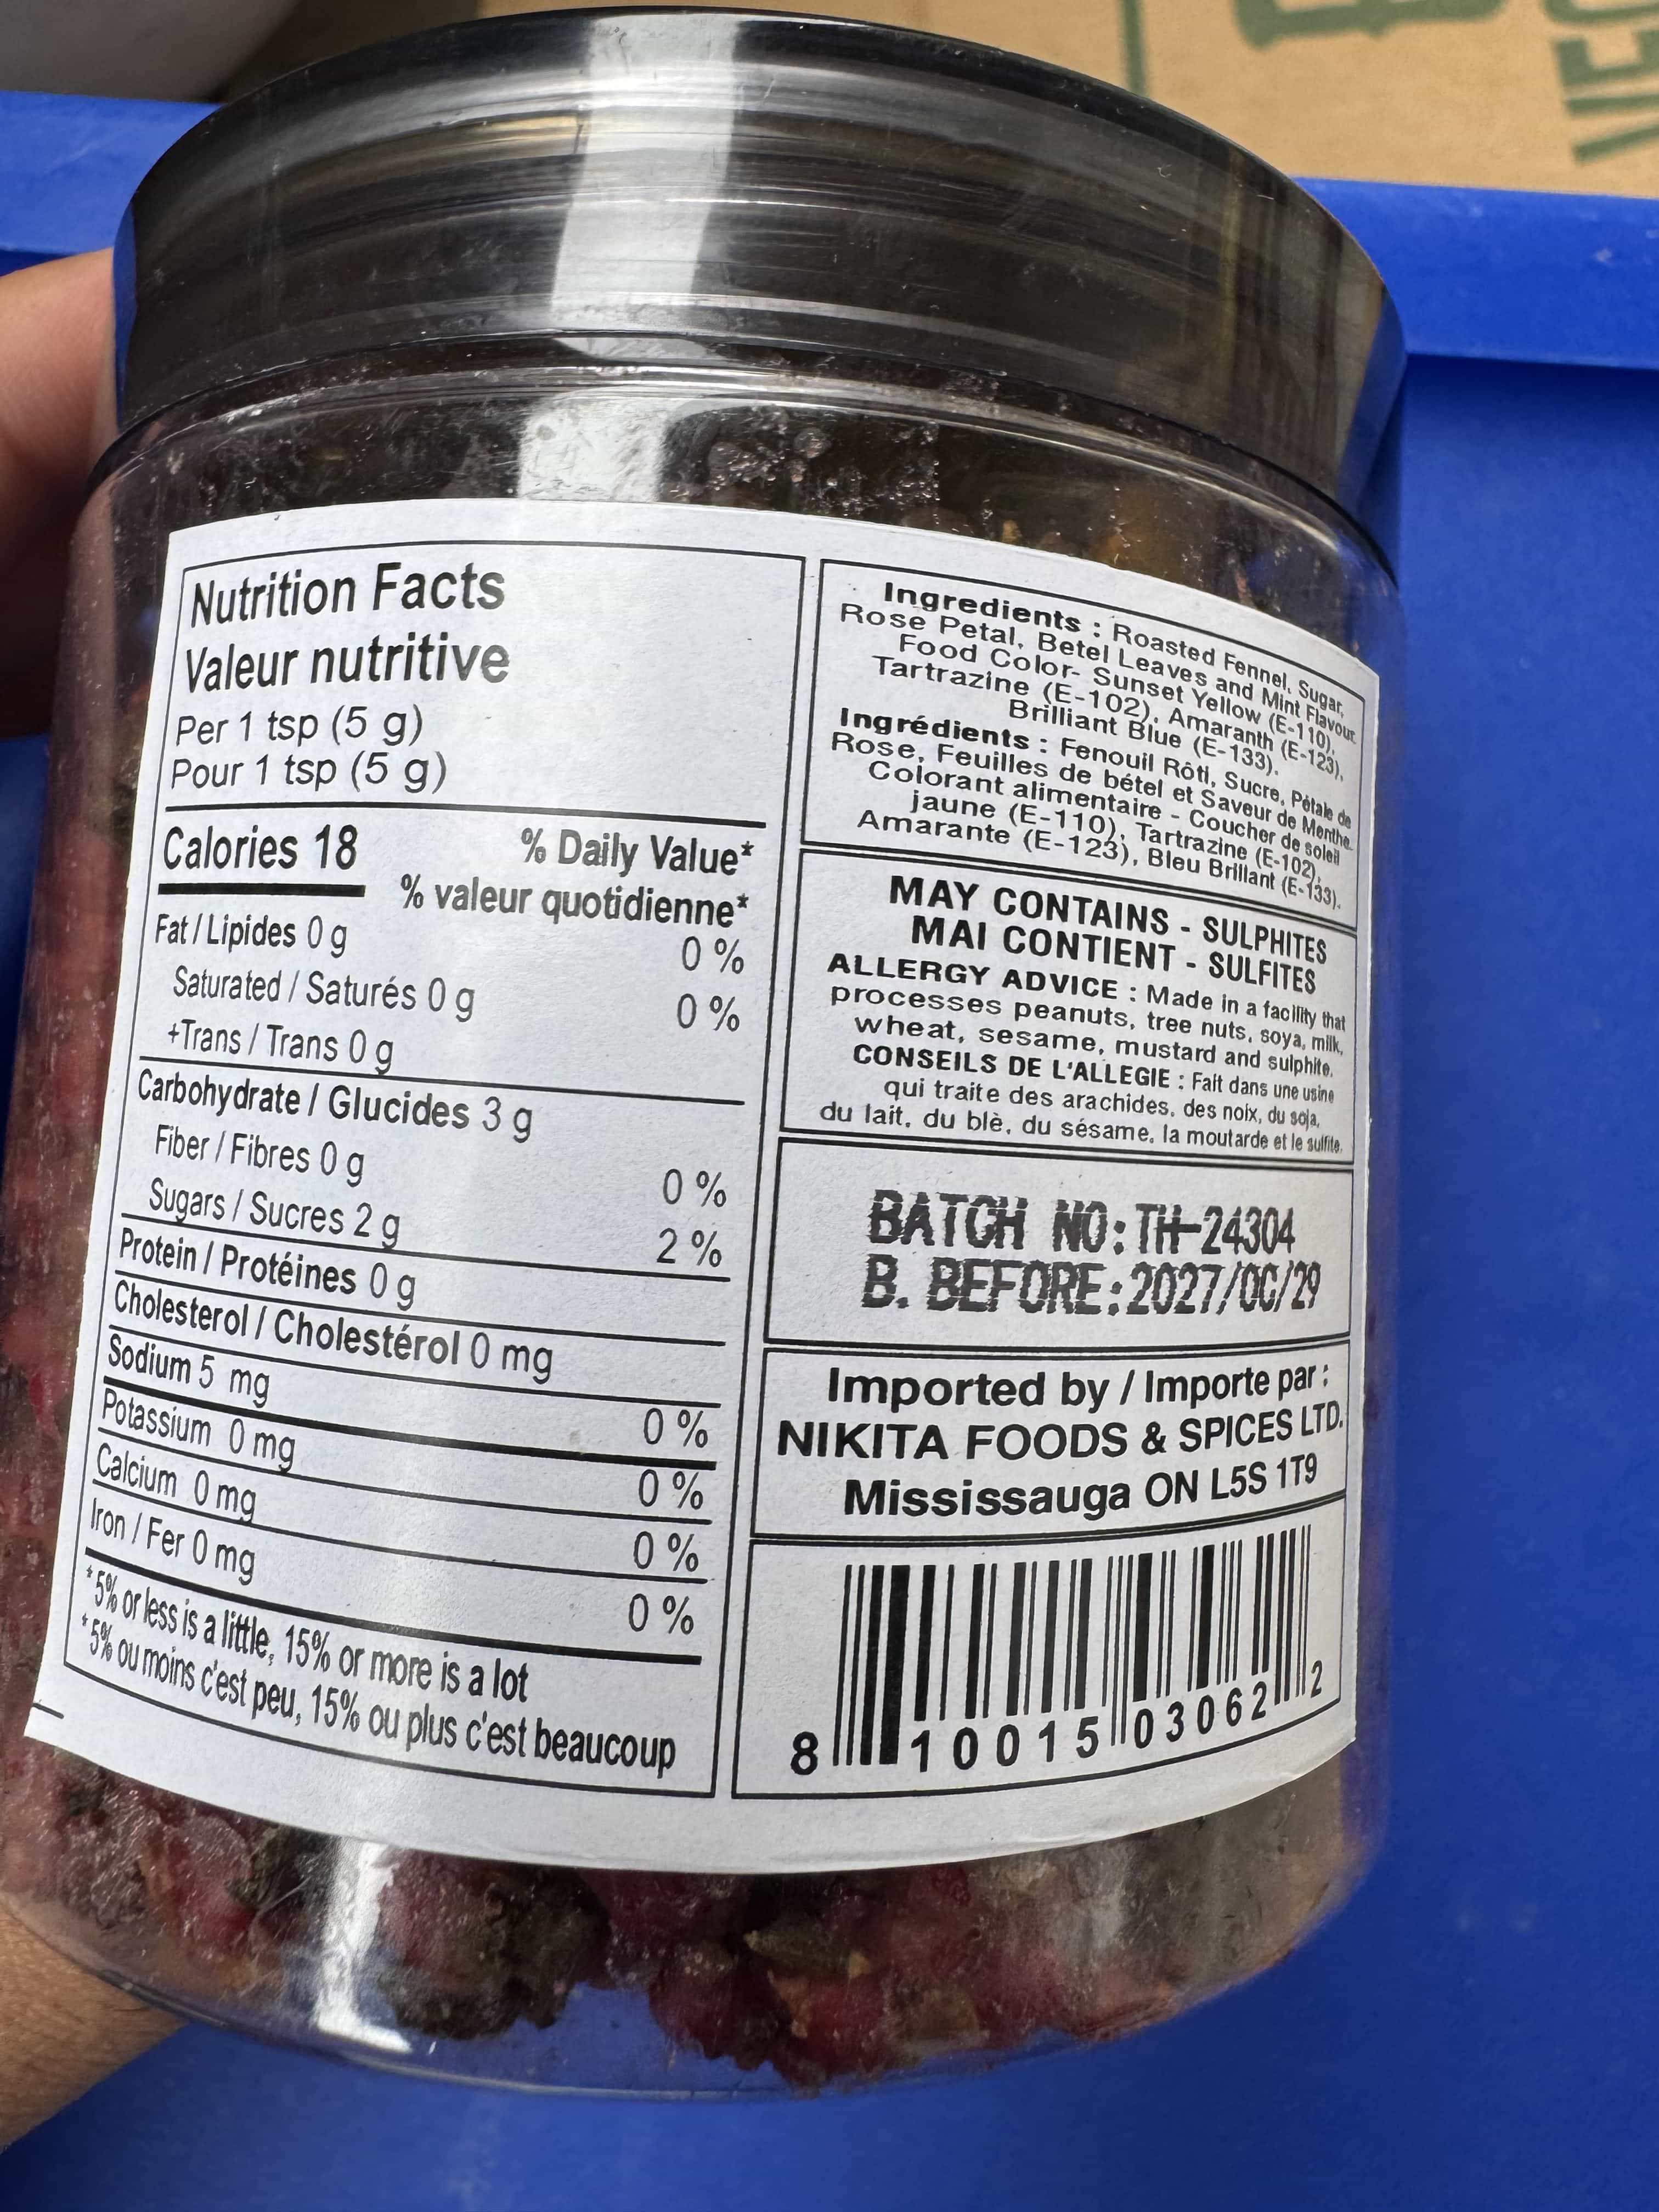 Nutrition Facts
Valeur nutritive
Per 1 tsp (5 g)
Pour 1 tsp (5 g)
Calories 18
% Daily Value*
% valeur quotidienne*
Fat / Lipides 0 g 0 %
Saturated / Saturés 0 g 0 %
+Trans / Trans 0 g
Carbohydrate / Glucides 3 g
Fiber / Fibres 0 g 0 %
Sugars / Sucres 2 g 2 %
Protein / Protéines 0 g
Cholesterol / Cholestérol 0 mg
Sodium 5 mg 0 %
Potassium 0 mg 0 %
Calcium 0 mg 0 %
Iron / Fer 0 mg 0 %
*5% or less is a little, 15% or more is a lot
*5% ou moins c'est peu, 15% ou plus c'est beaucoup
Ingredients : Roasted Fennel, Sugar,
Rose Petal, Betel Leaves and Mint Flavour.
Food Color- Sunset Yellow (E-110),
Tartrazine (E-102), Amaranth (E-123),
Brilliant Blue (E-133).
Ingrédients : Fenouil Rôti, Sucre, Pétale de
Rose, Feuilles de bétel et Saveur de Menthe
Colorant alimentaire - Coucher de soleil
jaune (E-110), Tartrazine (E-102),
Amarante (E-123), Bleu Brillant (E-133).
MAY CONTAINS - SULPHITES
MAI CONTIENT - SULFITES
ALLERGY ADVICE : Made in a facility that
processes peanuts, tree nuts, soya, milk,
wheat, sesame, mustard and sulphite.
CONSEILS DE L'ALLEGIE : Fait dans une usine
qui traite des arachides, des noix, du soja,
du lait, du blè, du sésame, la moutarde et le sulfite.
BATCH NO: TH-24304
B. BEFORE: 2027/OC/29
Imported by / Importe par :
NIKITA FOODS & SPICES LTD.
Mississauga ON L5S 1T9
8 10015 03062 2